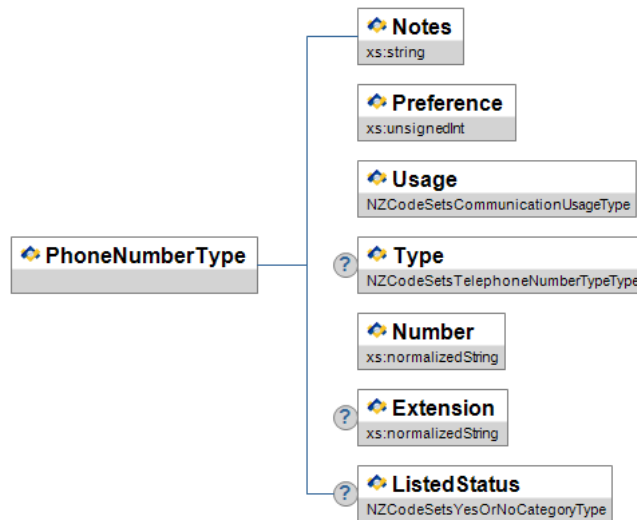 Notes
xs:string
Preference
xs:unsignedInt
Usage
NZCodeSetsCommunicationUsageType
PhoneNumberType
?
Type
NZCodeSetsTelephoneNumberTypeType
Number
xs:normalizedString
?
Extension
xs:normalizedString
?
ListedStatus
NZCodeSetsYesOrNoCategoryType